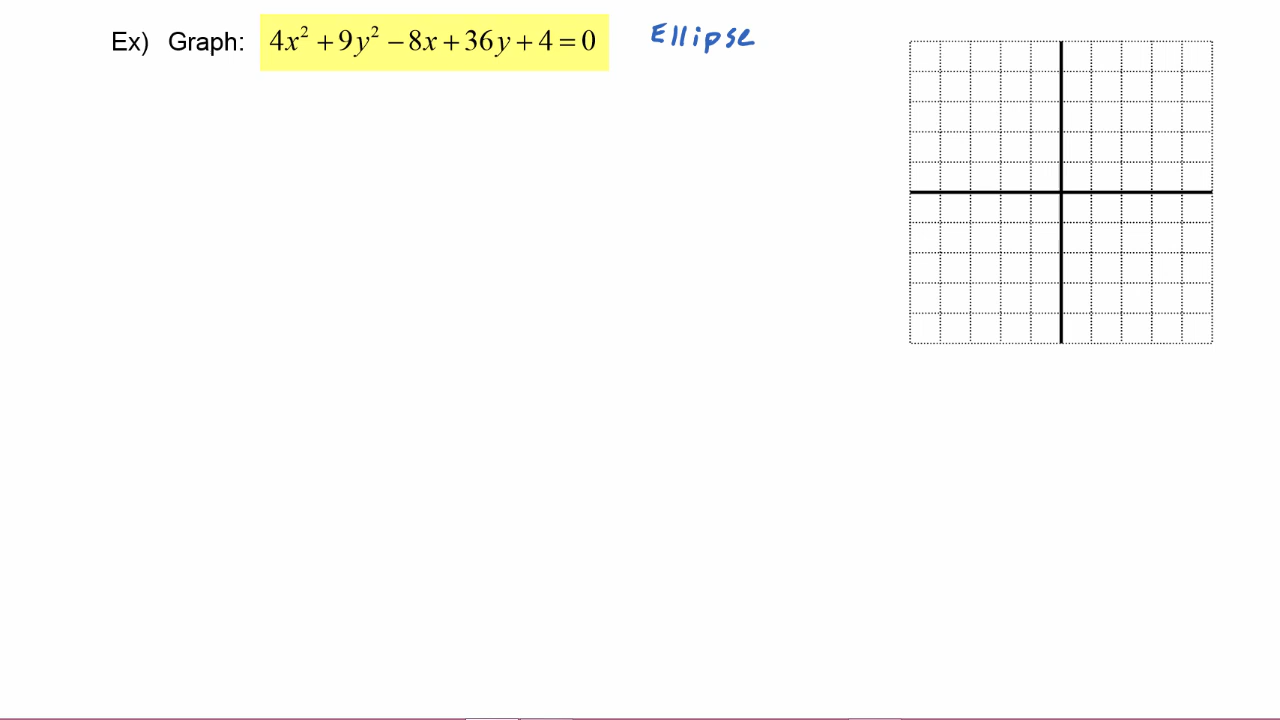 Ex) Graph: 4x² + 9y² − 8x + 36y + 4 = 0 Ellipse